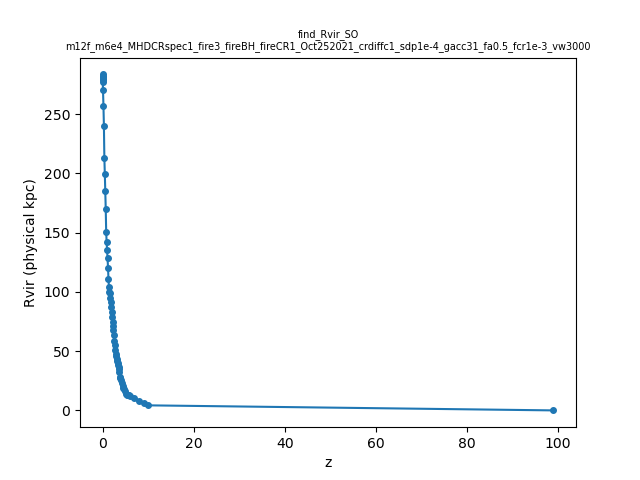 find_Rvir_SO
m12f_m6e4_MHDCRspec1_fire3_fireBH_fireCR1_Oct252021_crdiffc1_sdp1e-4_gacc31_fa0.5_fcr1e-3_vw3000
Rvir (physical kpc)
250
200
150
100
50
0
0 20 40 60 80 100
z